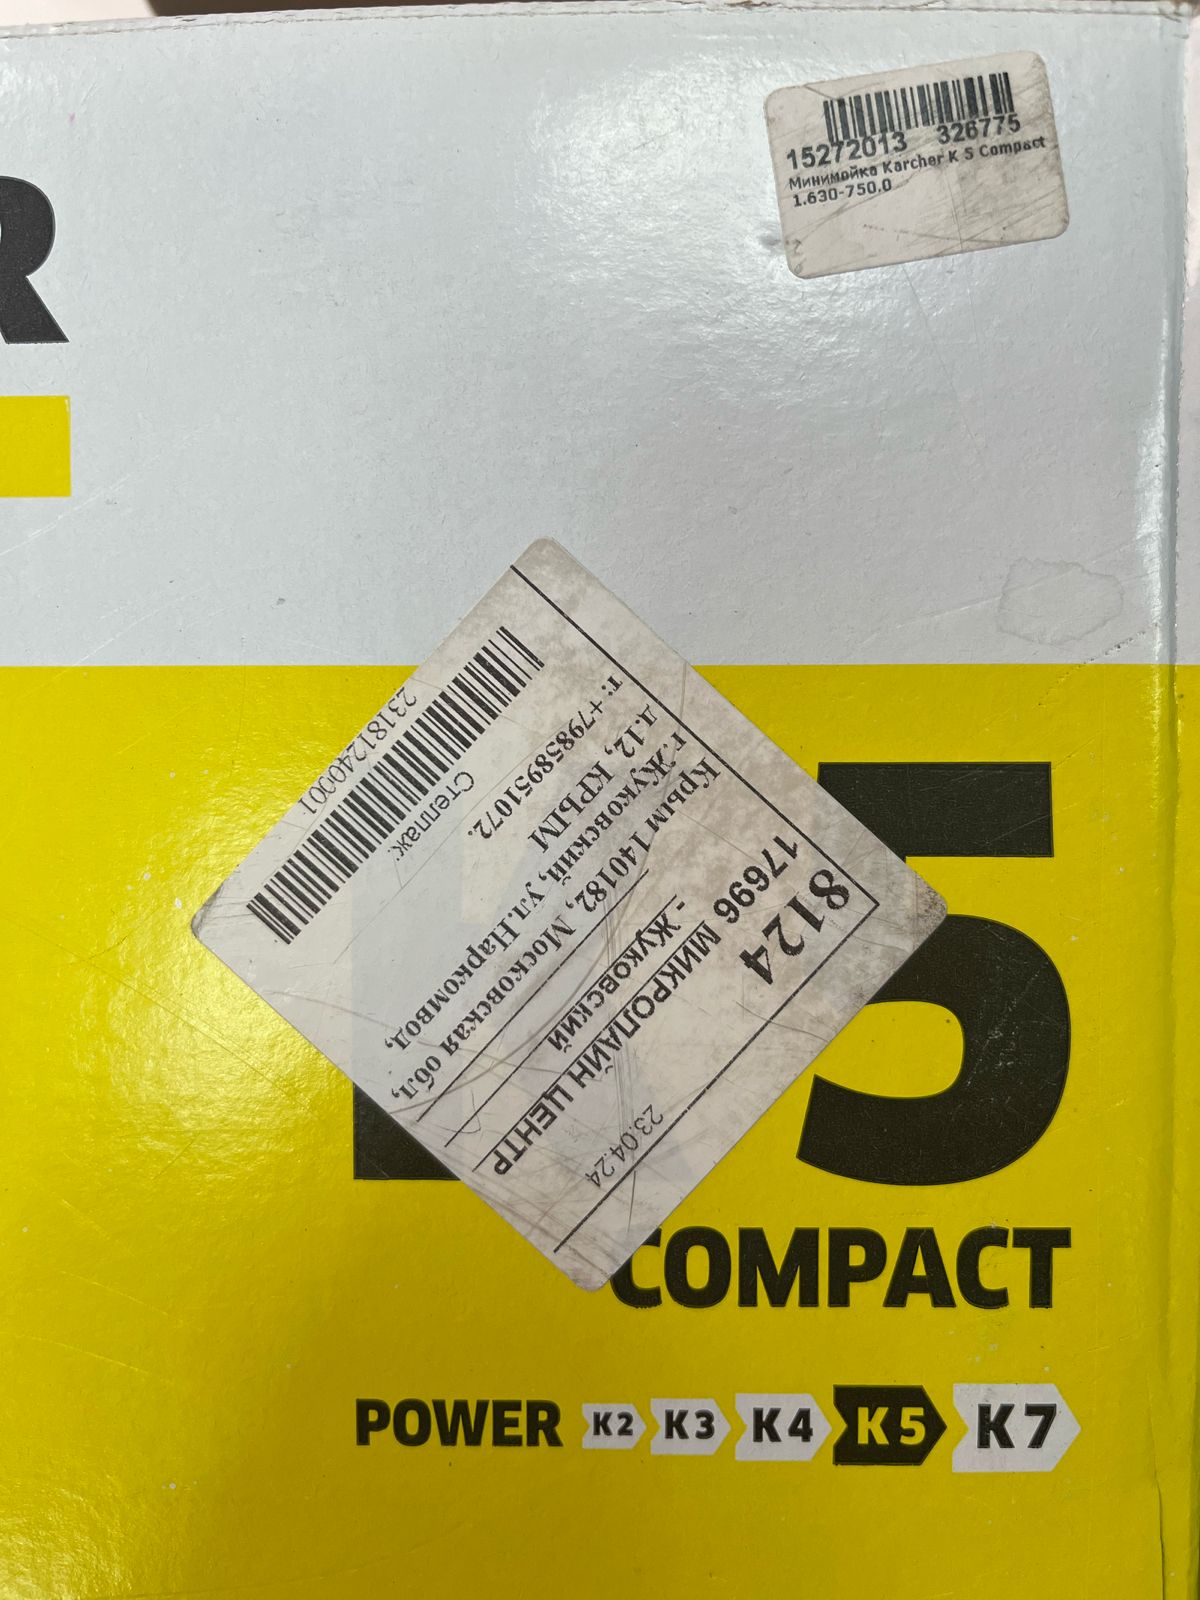 R
15272013 326775
Минимойка Karcher K 5 Compact
1.630-750.0
8124
17696 МИКРОЛАЙН ЦЕНТР
- ЖУКОВСКИЙ
23.04.24
Крым 140182, Московская обл,
г.Жуковский, ул.Наркомвод,
д.12, КРЫМ
т: +79858951072.
Стеллаж:
23181240001
5
COMPACT
POWER K2 K3 K4 K5 K7